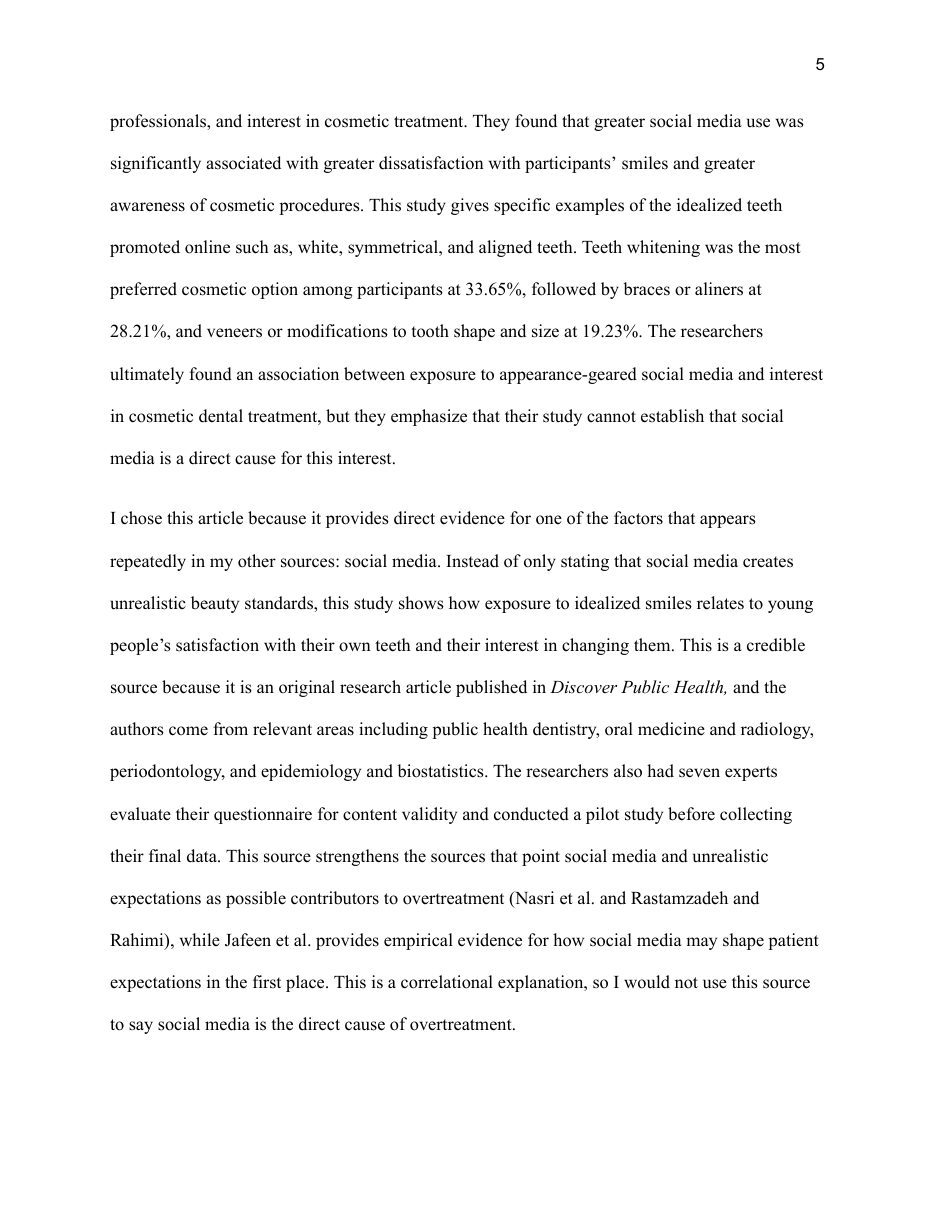 5
professionals, and interest in cosmetic treatment. They found that greater social media use was
significantly associated with greater dissatisfaction with participants’ smiles and greater
awareness of cosmetic procedures. This study gives specific examples of the idealized teeth
promoted online such as, white, symmetrical, and aligned teeth. Teeth whitening was the most
preferred cosmetic option among participants at 33.65%, followed by braces or aliners at
28.21%, and veneers or modifications to tooth shape and size at 19.23%. The researchers
ultimately found an association between exposure to appearance-geared social media and interest
in cosmetic dental treatment, but they emphasize that their study cannot establish that social
media is a direct cause for this interest.
I chose this article because it provides direct evidence for one of the factors that appears
repeatedly in my other sources: social media. Instead of only stating that social media creates
unrealistic beauty standards, this study shows how exposure to idealized smiles relates to young
people’s satisfaction with their own teeth and their interest in changing them. This is a credible
source because it is an original research article published in Discover Public Health, and the
authors come from relevant areas including public health dentistry, oral medicine and radiology,
periodontology, and epidemiology and biostatistics. The researchers also had seven experts
evaluate their questionnaire for content validity and conducted a pilot study before collecting
their final data. This source strengthens the sources that point social media and unrealistic
expectations as possible contributors to overtreatment (Nasri et al. and Rastamzadeh and
Rahimi), while Jafeen et al. provides empirical evidence for how social media may shape patient
expectations in the first place. This is a correlational explanation, so I would not use this source
to say social media is the direct cause of overtreatment.